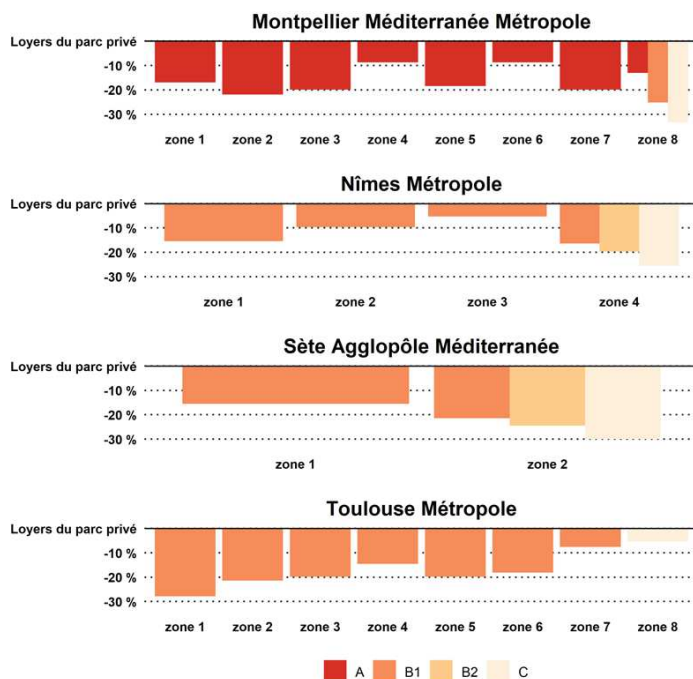 Montpellier Méditerranée Métropole
Loyers du parc privé
-10 %
-20 %
-30 %
zone 1 zone 2 zone 3 zone 4 zone 5 zone 6 zone 7 zone 8
Nîmes Métropole
Loyers du parc privé
-10 %
-20 %
-30 %
zone 1 zone 2 zone 3 zone 4
Sète Agglopôle Méditerranée
Loyers du parc privé
-10 %
-20 %
-30 %
zone 1 zone 2
Toulouse Métropole
Loyers du parc privé
-10 %
-20 %
-30 %
zone 1 zone 2 zone 3 zone 4 zone 5 zone 6 zone 7 zone 8
A B1 B2 C